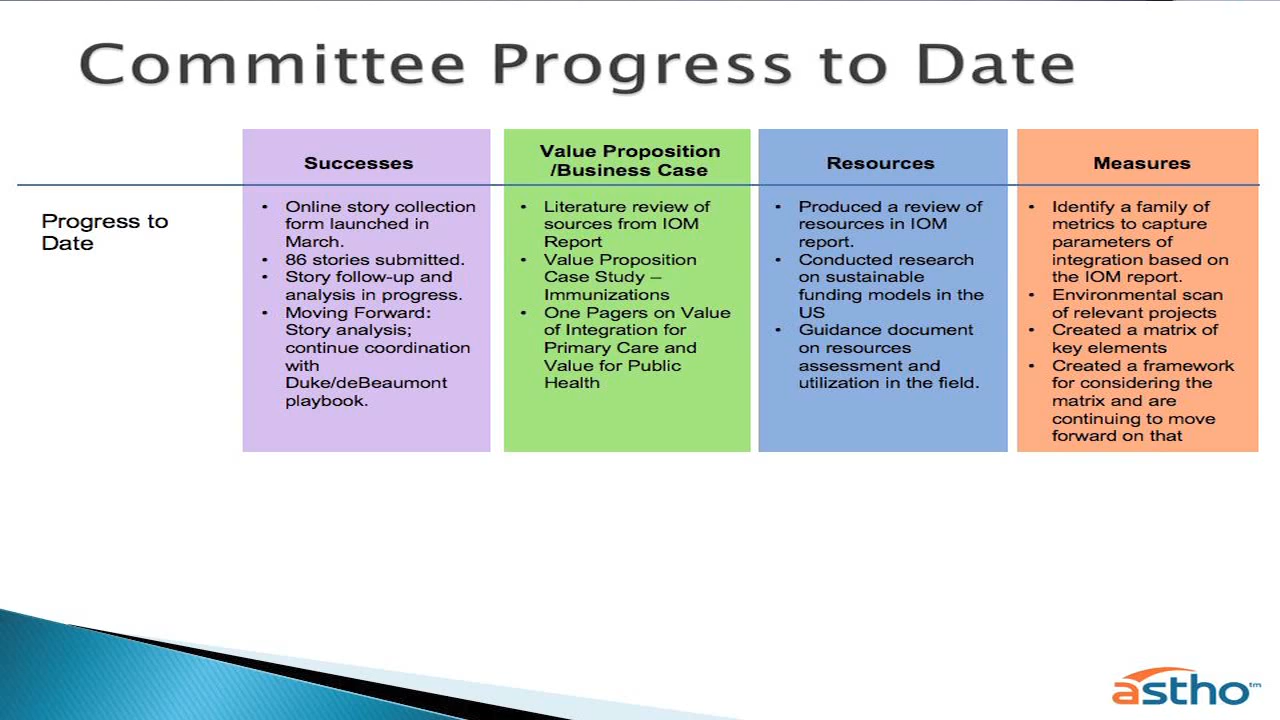 Committee Progress to Date
Successes
Value Proposition
/Business Case
Resources
Measures
Progress to
Date
• Online story collection
form launched in
March.
• 86 stories submitted.
• Story follow-up and
analysis in progress.
• Moving Forward:
Story analysis;
continue coordination
with
Duke/deBeaumont
playbook.
• Literature review of
sources from IOM
Report
• Value Proposition
Case Study –
Immunizations
• One Pagers on Value
of Integration for
Primary Care and
Value for Public
Health
• Produced a review of
resources in IOM
report.
• Conducted research
on sustainable
funding models in the
US
• Guidance document
on resources
assessment and
utilization in the field.
• Identify a family of
metrics to capture
parameters of
integration based on
the IOM report.
• Environmental scan
of relevant projects
• Created a matrix of
key elements
• Created a framework
for considering the
matrix and are
continuing to move
forward on that
astho™